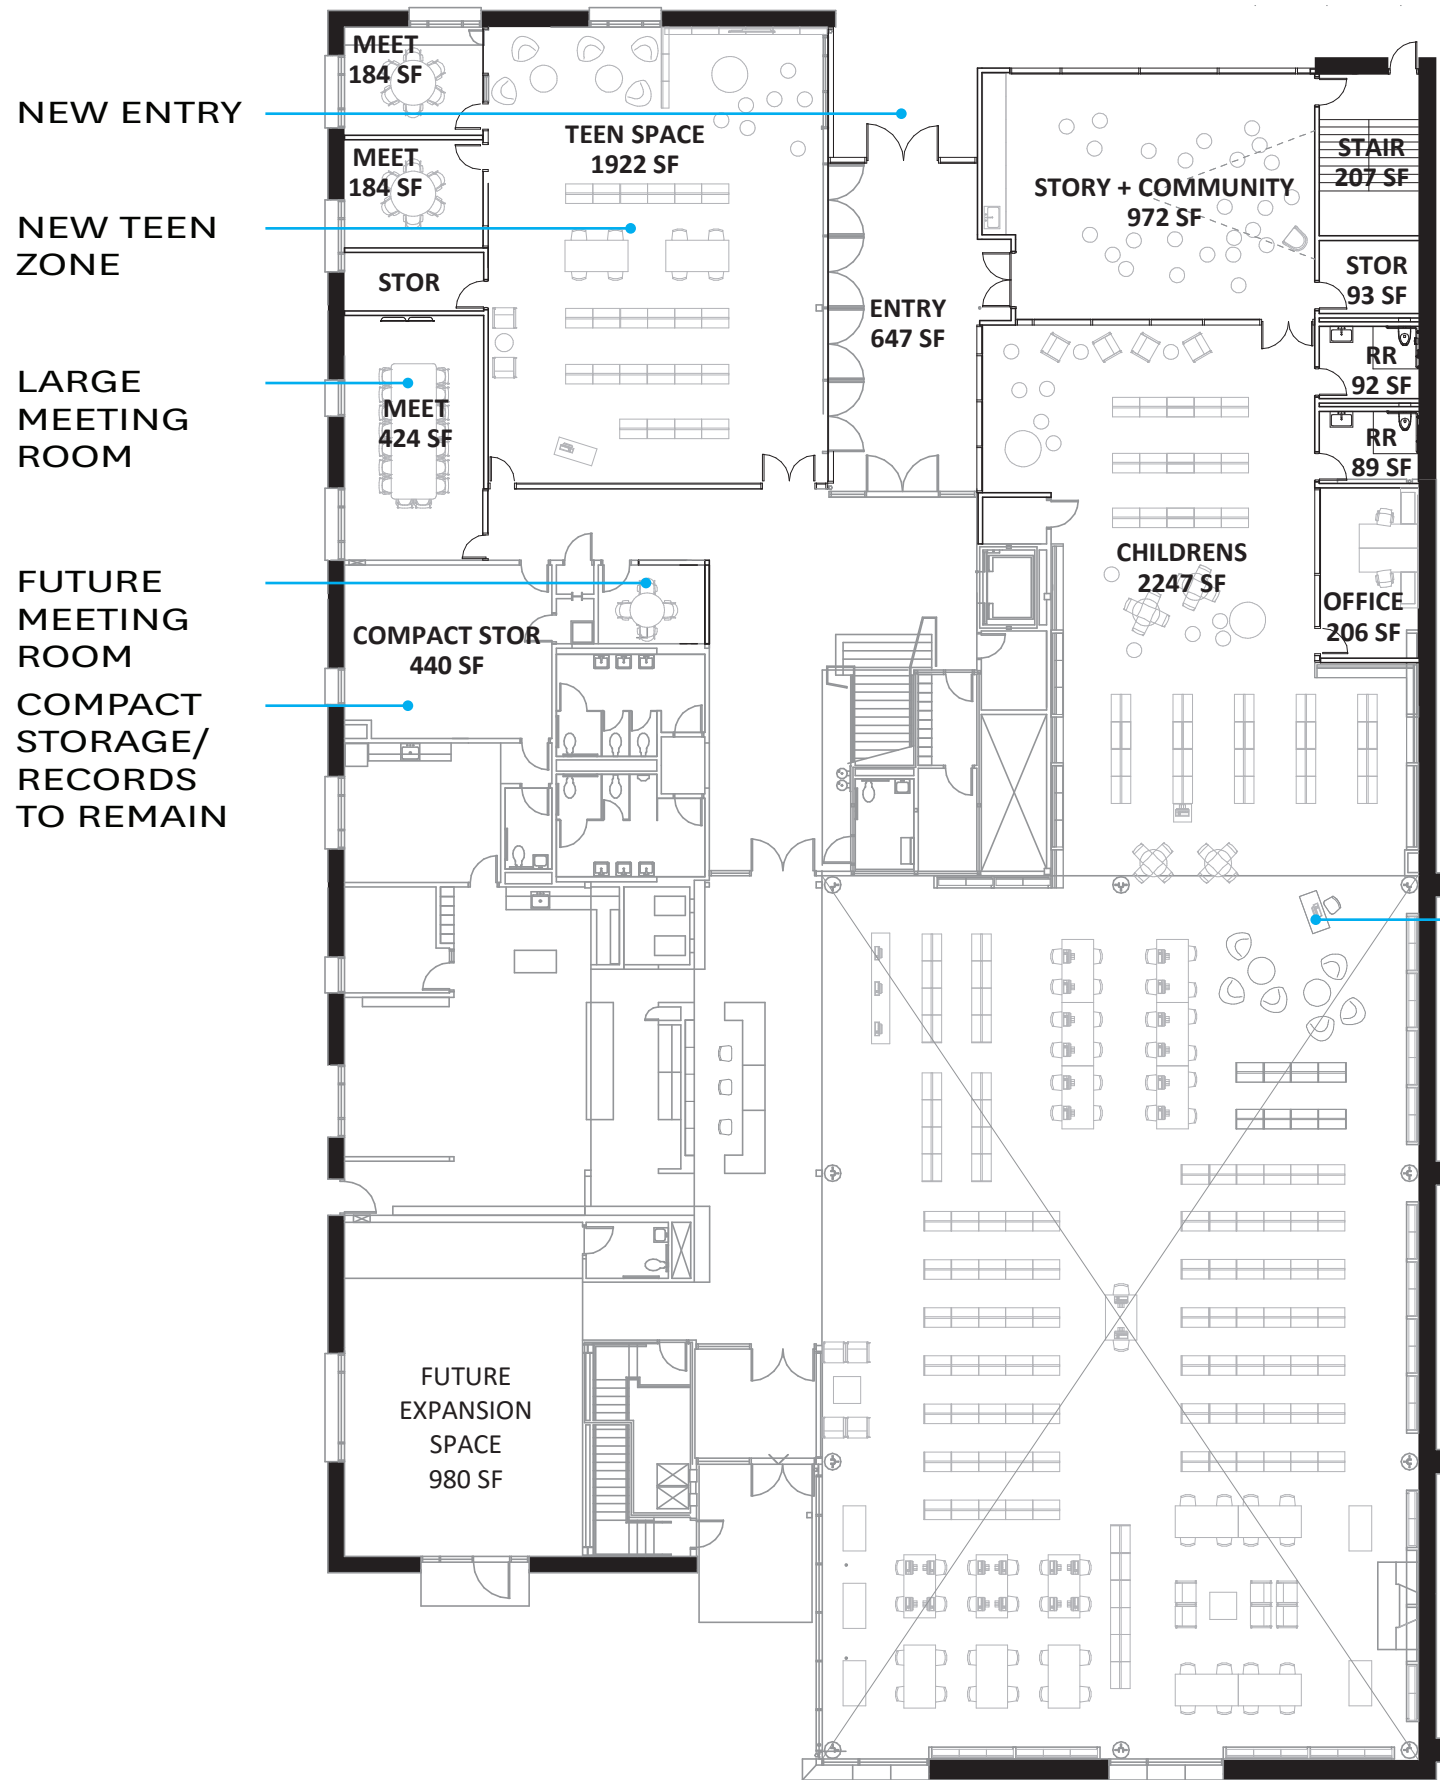 NEW ENTRY
NEW TEEN
ZONE
LARGE
MEETING
ROOM
FUTURE
MEETING
ROOM
COMPACT
STORAGE/
RECORDS
TO REMAIN
MEET
184 SF
MEET
184 SF
STOR
MEET
424 SF
TEEN SPACE
1922 SF
ENTRY
647 SF
STORY + COMMUNITY
972 SF
STAIR
207 SF
STOR
93 SF
RR
92 SF
RR
89 SF
CHILDRENS
2247 SF
OFFICE
206 SF
COMPACT STOR
440 SF
FUTURE
EXPANSION
SPACE
980 SF